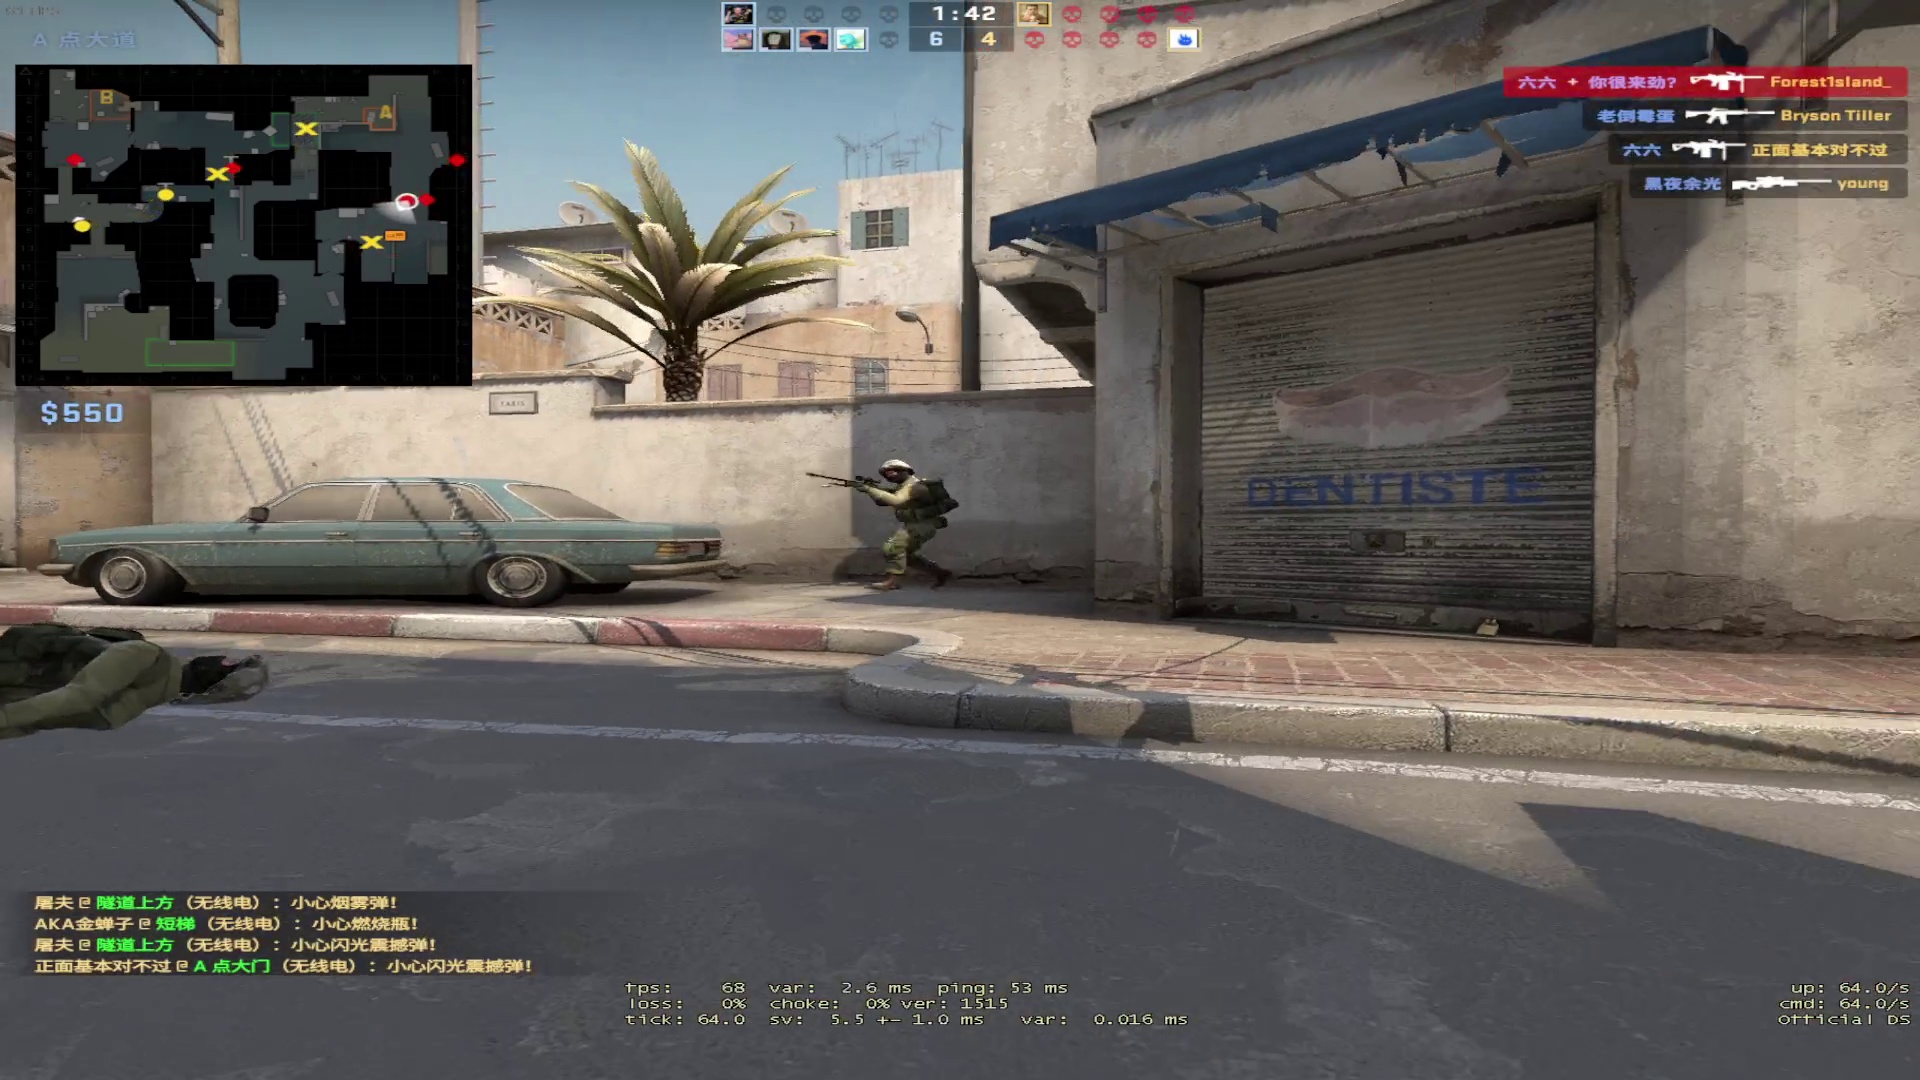 A 点大道
B
A
$550
1:42
6 4
六六 + 你很来劲? Forest1sland_
老倒霉蛋 Bryson Tiller
六六 正面基本对不过
黑夜余光 young
DENTISTE
屠夫 @ 隧道上方 (无线电) : 小心烟雾弹!
AKA金蝉子 @ 短梯 (无线电) : 小心燃烧瓶!
屠夫 @ 隧道上方 (无线电) : 小心闪光震撼弹!
正面基本对不过 @ A 点大门 (无线电) : 小心闪光震撼弹!
fps: 68 var: 2.6 ms ping: 53 ms
loss: 0% choke: 0% ver: 1515
tick: 64.0 sv: 5.5 +- 1.0 ms var: 0.016 ms
up: 64.0/s
cmd: 64.0/s
Official DS